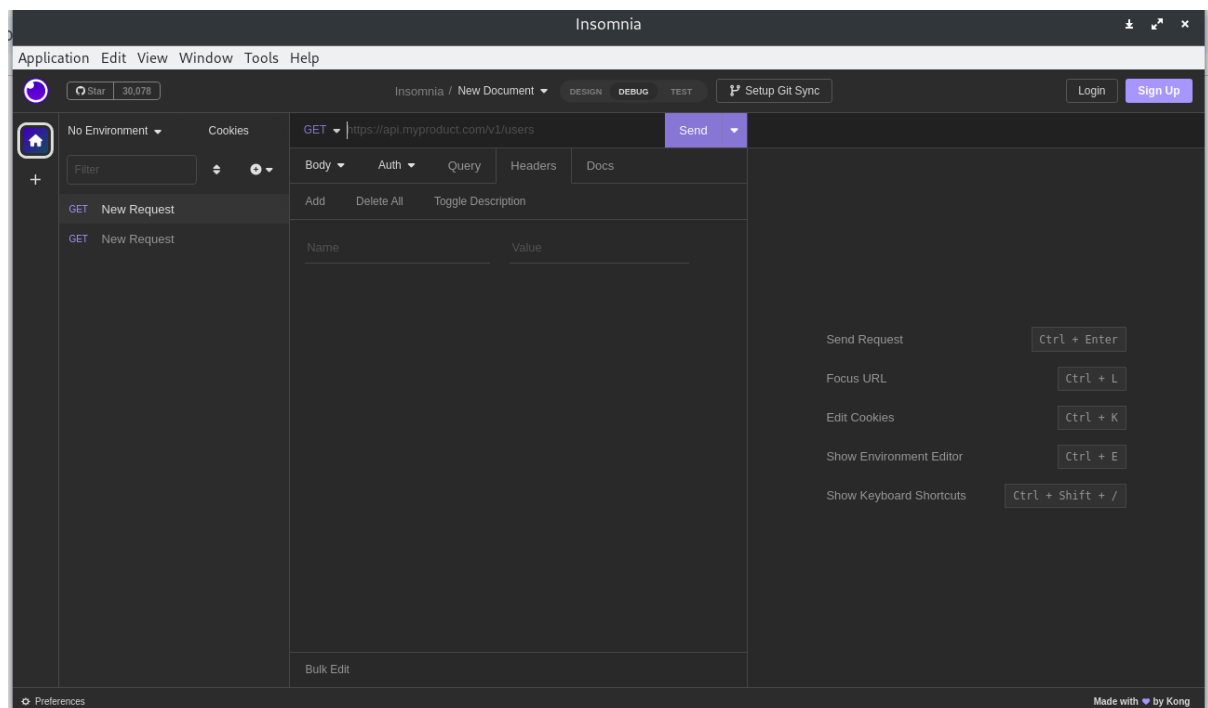 Insomnia
Application Edit View Window Tools Help
Star 30,078
Insomnia / New Document
DESIGN DEBUG TEST
Setup Git Sync
Login Sign Up
No Environment Cookies
GET https://api.myproduct.com/v1/users Send
Filter
Body Auth Query Headers Docs
Add Delete All Toggle Description
GET New Request
GET New Request
Name Value
Send Request Ctrl + Enter
Focus URL Ctrl + L
Edit Cookies Ctrl + K
Show Environment Editor Ctrl + E
Show Keyboard Shortcuts Ctrl + Shift + /
Bulk Edit
Preferences
Made with ♥ by Kong